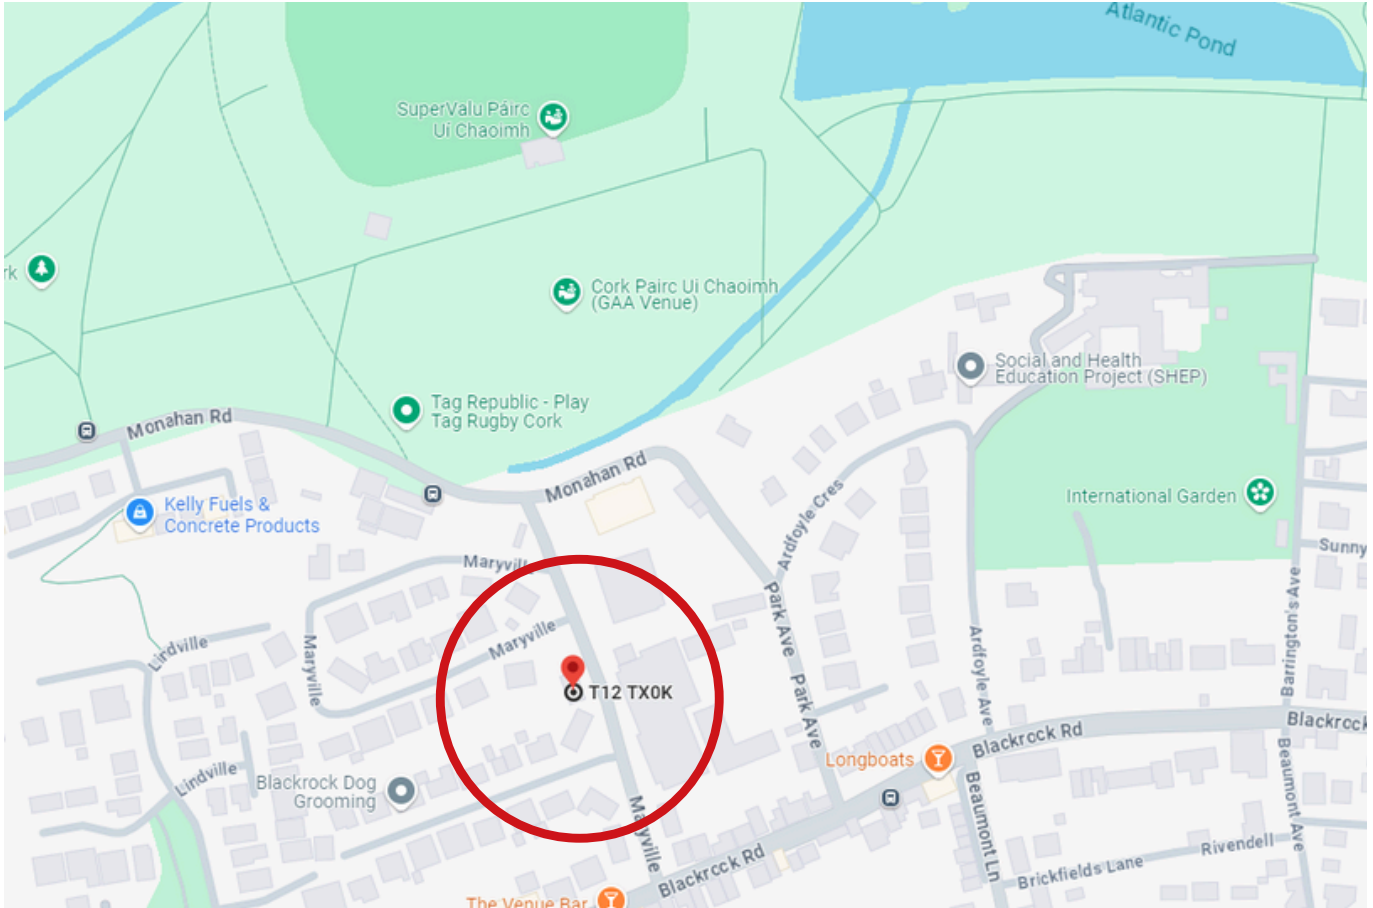 Atlantic Pond
SuperValu Páirc
Uí Chaoimh
rk
Cork Pairc Ui Chaoimh
(GAA Venue)
Social and Health
Education Project (SHEP)
Tag Republic - Play
Tag Rugby Cork
Monahan Rd
Monahan Rd
Kelly Fuels &
Concrete Products
International Garden
Ardfoyle Cres
Sunny
Maryvill
Park Ave
Maryville
Lindville
Maryville
Barrington's Ave
Ardfoyle Ave
T12 TX0K
Park Ave
Blackrock
Blackrock Rd
Longboats
Lindville
Blackrock Dog
Grooming
Maryville
Beaumont Ln
Beaumont Ave
Rivendell
Brickfields Lane
Blackrock Rd
The Venue Bar